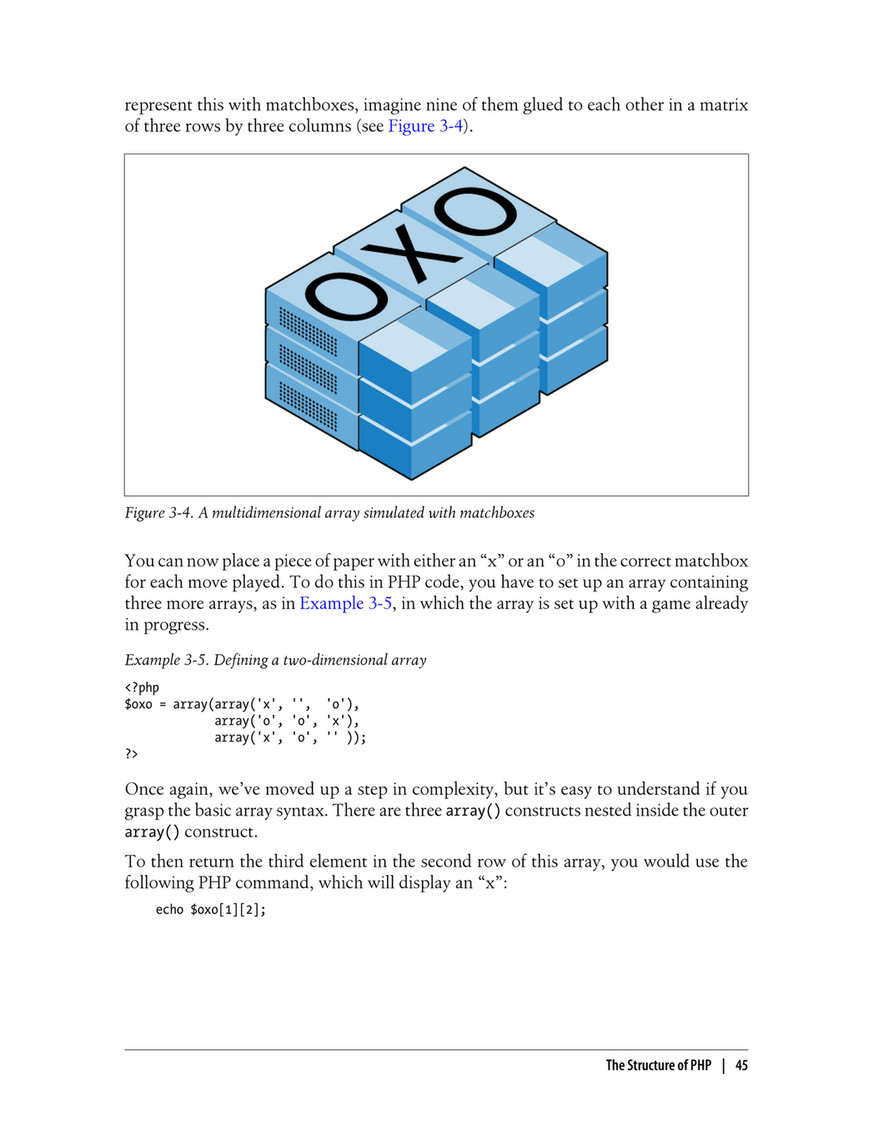 represent this with matchboxes, imagine nine of them glued to each other in a matrix
of three rows by three columns (see Figure 3-4).
O X O
Figure 3-4. A multidimensional array simulated with matchboxes
You can now place a piece of paper with either an “x” or an “o” in the correct matchbox
for each move played. To do this in PHP code, you have to set up an array containing
three more arrays, as in Example 3-5, in which the array is set up with a game already
in progress.
Example 3-5. Defining a two-dimensional array
<?php
$oxo = array(array('x', '', 'o'),
array('o', 'o', 'x'),
array('x', 'o', '' ));
?>
Once again, we’ve moved up a step in complexity, but it’s easy to understand if you
grasp the basic array syntax. There are three array() constructs nested inside the outer
array() construct.
To then return the third element in the second row of this array, you would use the
following PHP command, which will display an “x”:
echo $oxo[1][2];
The Structure of PHP | 45